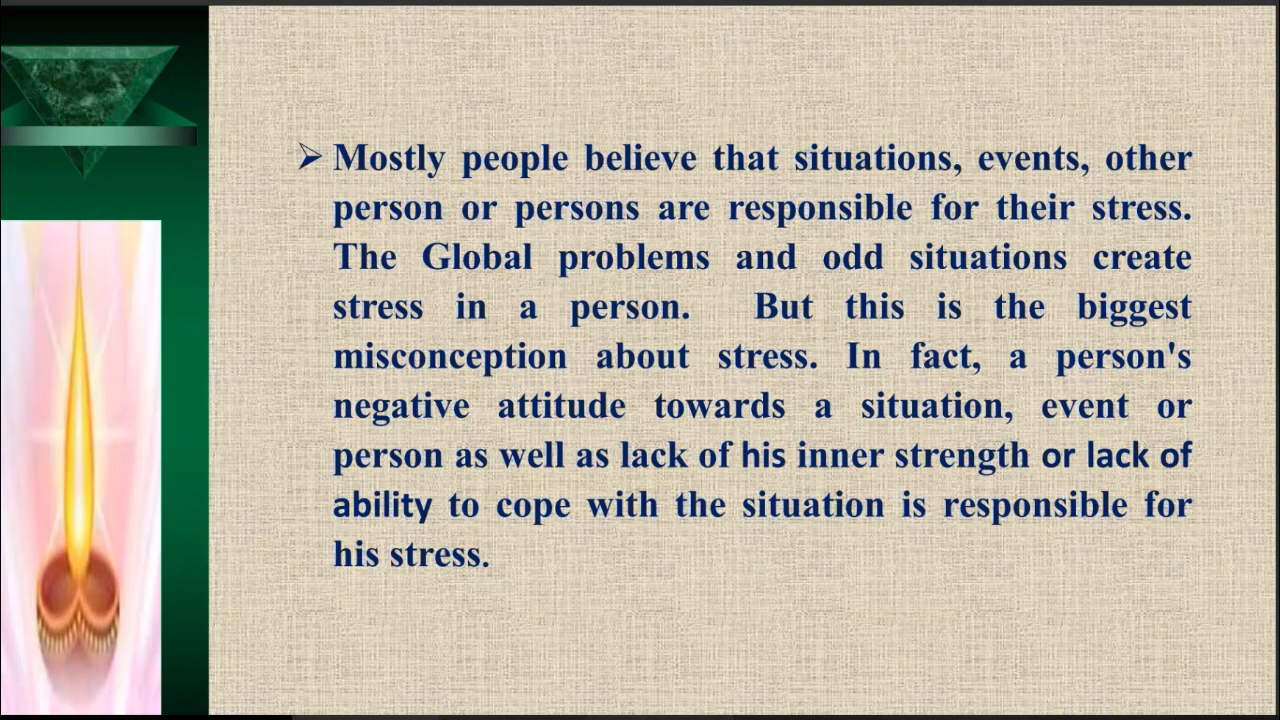 ➢ Mostly people believe that situations, events, other
person or persons are responsible for their stress.
The Global problems and odd situations create
stress in a person. But this is the biggest
misconception about stress. In fact, a person's
negative attitude towards a situation, event or
person as well as lack of his inner strength or lack of
ability to cope with the situation is responsible for
his stress.